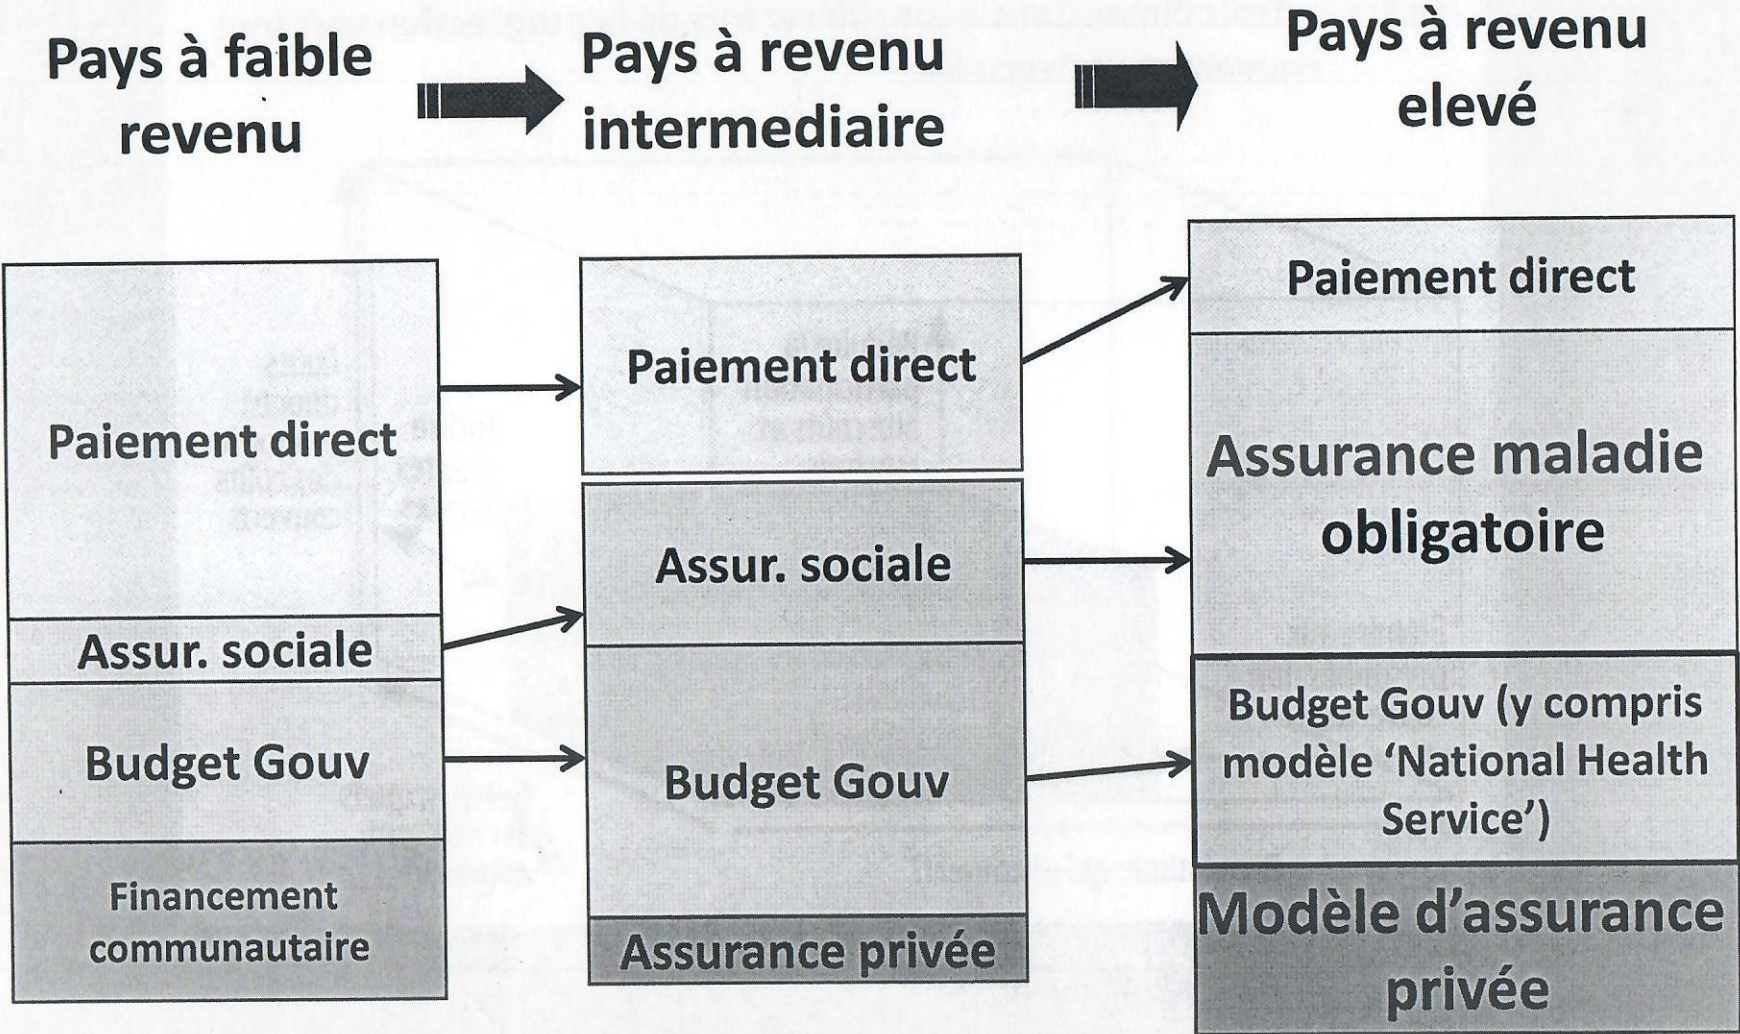 Pays à faible
revenu
Pays à revenu
intermediaire
Pays à revenu
elevé
Paiement direct
Assur. sociale
Budget Gouv
Financement
communautaire
Paiement direct
Assur. sociale
Budget Gouv
Assurance privée
Paiement direct
Assurance maladie
obligatoire
Budget Gouv (y compris
modèle ‘National Health
Service’)
Modèle d’assurance
privée